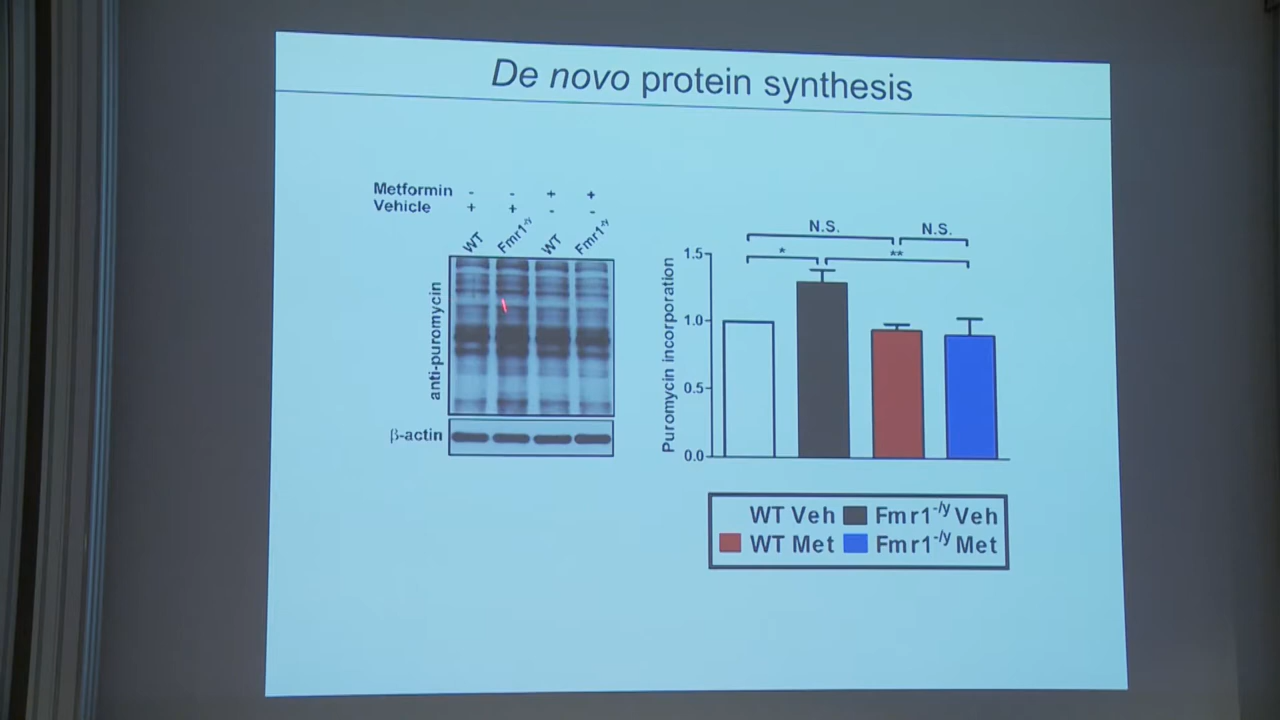 De novo protein synthesis
Metformin - - + +
Vehicle + + - -
WT Fmr1-/y WT Fmr1-/y
anti-puromycin
β-actin
N.S. N.S.
* **
Puromycin incorporation
1.5
1.0
0.5
0.0
WT Veh Fmr1-/y Veh
WT Met Fmr1-/y Met